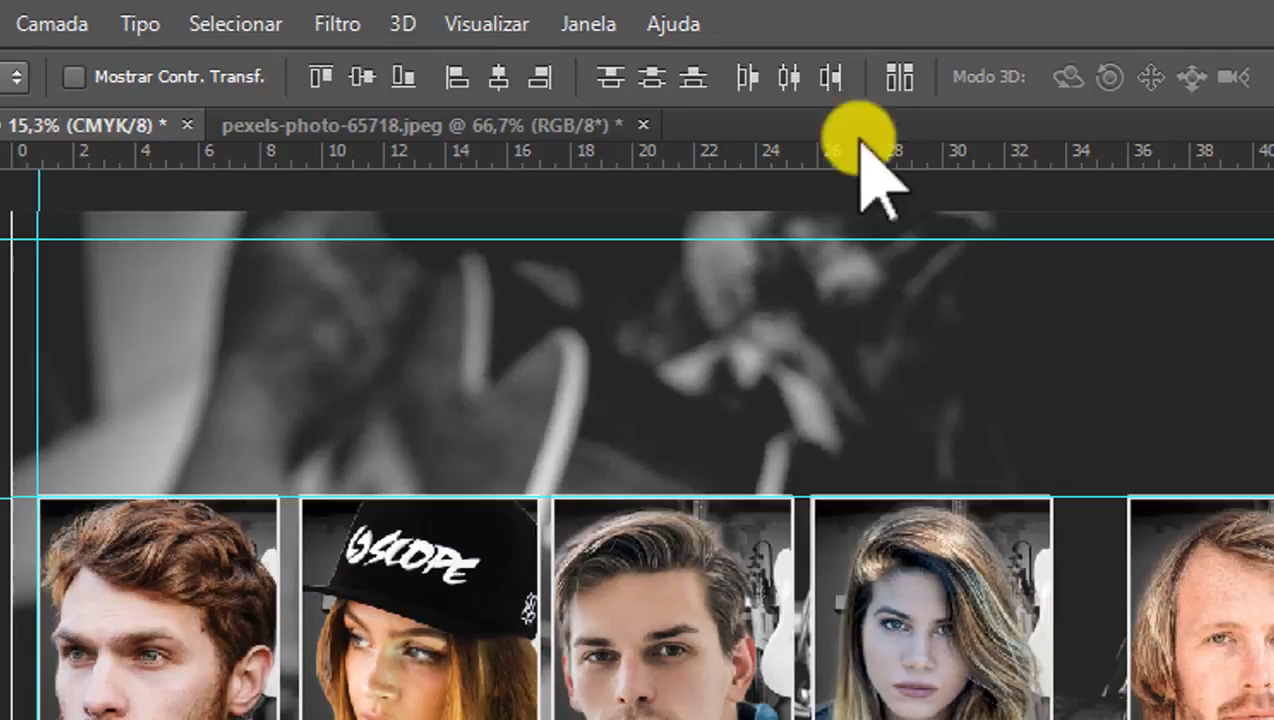 Camada Tipo Selecionar Filtro 3D Visualizar Janela Ajuda
Mostrar Contr. Transf. Modo 3D:
15,3% (CMYK/8) * × pexels-photo-65718.jpeg @ 66,7% (RGB/8*) * ×
0 2 4 6 8 10 12 14 16 18 20 22 24 26 28 30 32 34 36 38 40
SCOPE